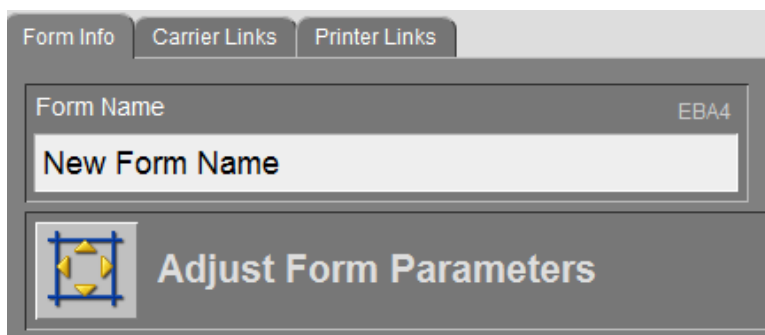 Form Info Carrier Links Printer Links
Form Name EBA4
New Form Name
Adjust Form Parameters